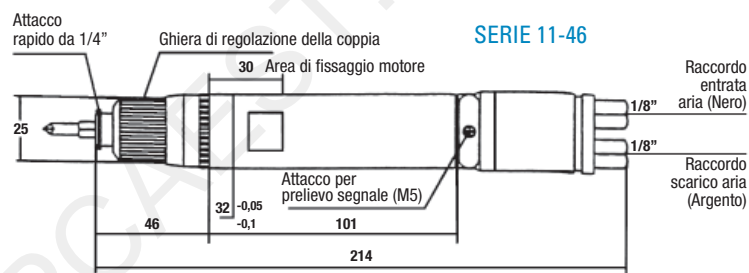 Attacco
rapido da 1/4”
Ghiera di regolazione della coppia
SERIE 11-46
30 Area di fissaggio motore
Raccordo
entrata
aria (Nero)
1/8”
25
1/8”
Raccordo
scarico aria
(Argento)
Attacco per
prelievo segnale (M5)
32 -0,05
-0,1
46
101
214